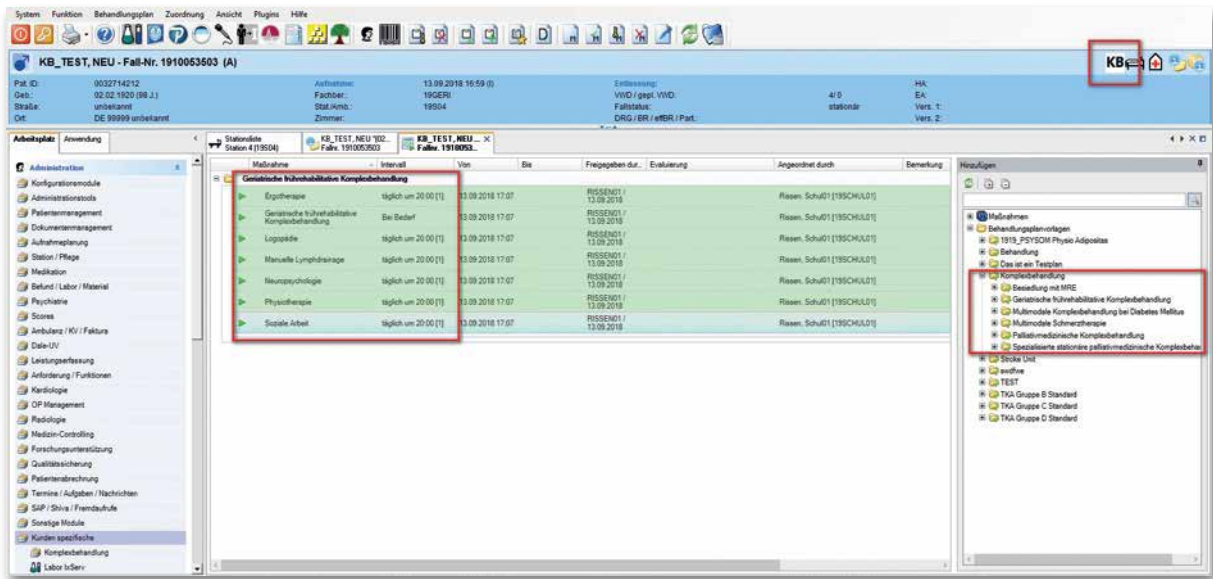 System Funktion Behandlungsplan Zuordnung Ansicht Plugins Hilfe
KB_TEST, NEU - Fall-Nr. 1910053503 (A)
KB
Pat. ID: 0032714212 Aufnahme: 13.09.2018 16:59 (I) Entlassung: HA:
Geb.: 02.02.1920 (98 J.) Fachber.: 19GERI VWD / gepl. VWD: 4/ 0 EA:
Straße: unbekannt Stat./Amb.: 19S04 Fallstatus: stationär Vers. 1:
Ort: DE 99999 unbekannt Zimmer: DRG / BR / effBR / Part.: Vers. 2:
Arbeitsplatz Anwendung
Stationsliste
Station 4 [19S04]
KB_TEST, NEU
Fallnr. 1910053503
KB_TEST, NEU...
Fallnr. 1910053...
Administration
Konfigurationsmodule
Administrationstools
Patientenmanagement
Dokumentenmanagement
Aufnahmeplanung
Station / Pflege
Medikation
Befund / Labor / Material
Psychiatrie
Scores
Ambulanz / KV / Faktura
Dale-UV
Leistungserfassung
Anforderung / Funktionen
Kardiologie
OP Management
Radiologie
Medizin-Controlling
Forschungsunterstützung
Qualitätssicherung
Patientenabrechnung
Termine / Aufgaben / Nachrichten
SAP / Shiva / Fremdaufrufe
Sonstige Module
Kunden spezifische
Komplexbehandlung
Labor IxServ
Maßnahme Intervall Von Bis Freigegeben dur... Evaluierung Angeordnet durch Bemerkung
Geriatrische frührehabilitative Komplexbehandlung
Ergotherapie täglich um 20:00 [1] 13.09.2018 17:07 RISSEN01 / 13.09.2018 Rissen, Schul01 [19SCHUL01]
Geriatrische frührehabilitative Komplexbehandlung Bei Bedarf 13.09.2018 17:07 RISSEN01 / 13.09.2018 Rissen, Schul01 [19SCHUL01]
Logopädie täglich um 20:00 [1] 13.09.2018 17:07 RISSEN01 / 13.09.2018 Rissen, Schul01 [19SCHUL01]
Manuelle Lymphdrainage täglich um 20:00 [1] 13.09.2018 17:07 RISSEN01 / 13.09.2018 Rissen, Schul01 [19SCHUL01]
Neuropsychologie täglich um 20:00 [1] 13.09.2018 17:07 RISSEN01 / 13.09.2018 Rissen, Schul01 [19SCHUL01]
Physiotherapie täglich um 20:00 [1] 13.09.2018 17:07 RISSEN01 / 13.09.2018 Rissen, Schul01 [19SCHUL01]
Soziale Arbeit täglich um 20:00 [1] 13.09.2018 17:07 RISSEN01 / 13.09.2018 Rissen, Schul01 [19SCHUL01]
Hinzufügen
Maßnahmen
Behandlungsplanvorlagen
1919_PSYSOM Physio Adipositas
Behandlung
Das ist ein Testplan
Komplexbehandlung
Besiedlung mit MRE
Geriatrische frührehabilitative Komplexbehandlung
Multimodale Komplexbehandlung bei Diabetes Mellitus
Multimodale Schmerztherapie
Palliativmedizinische Komplexbehandlung
Spezialisierte stationäre palliativmedizinische Komplexbehan
Stroke Unit
TEST
TKA Gruppe B Standard
TKA Gruppe C Standard
TKA Gruppe D Standard